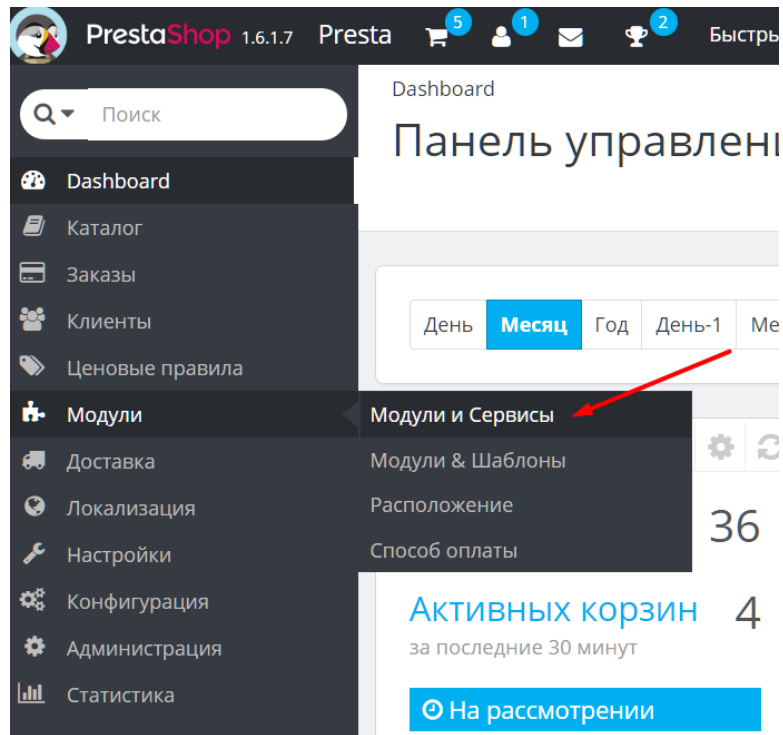 PrestaShop 1.6.1.7 Presta 5 1 2 Быстры
Поиск
Dashboard
Панель управлени
Dashboard
Каталог
Заказы
Клиенты
Ценовые правила
Модули
Доставка
Локализация
Настройки
Конфигурация
Администрация
Статистика
День Месяц Год День-1 Ме
Модули и Сервисы
Модули & Шаблоны
Расположение
Способ оплаты
36
Активных корзин 4
за последние 30 минут
На рассмотрении